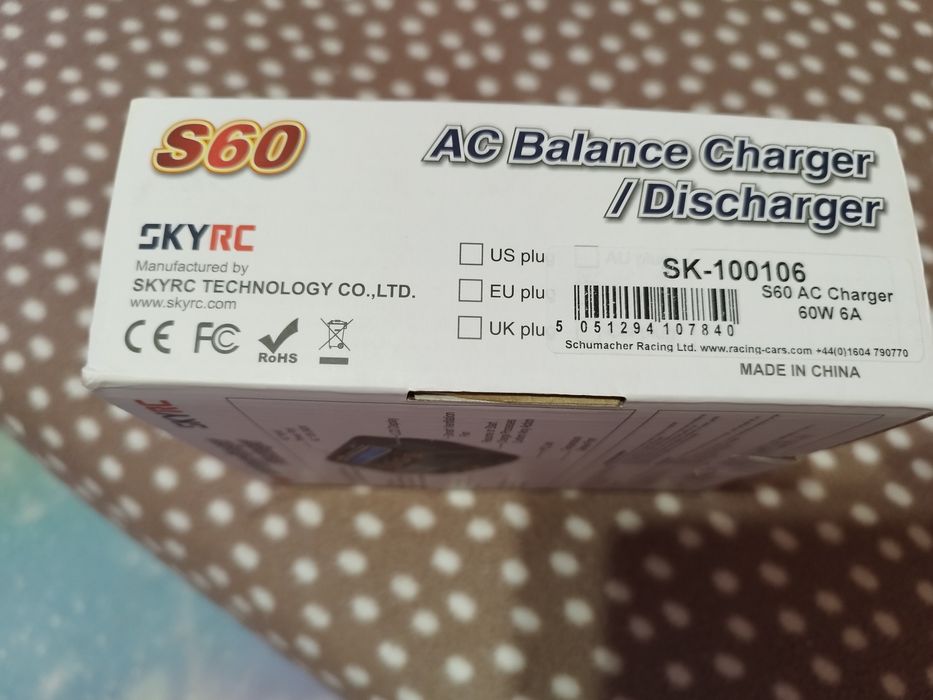 S60
AC Balance Charger
/ Discharger
SKYRC
Manufactured by
SKYRC TECHNOLOGY CO.,LTD.
www.skyrc.com
CE FC RoHS
US plu
AU
EU plu
UK plu
SK-100106
S60 AC Charger
60W 6A
5 051294 107840
Schumacher Racing Ltd. www.racing-cars.com +44(0)1604 790770
MADE IN CHINA
SKYRC